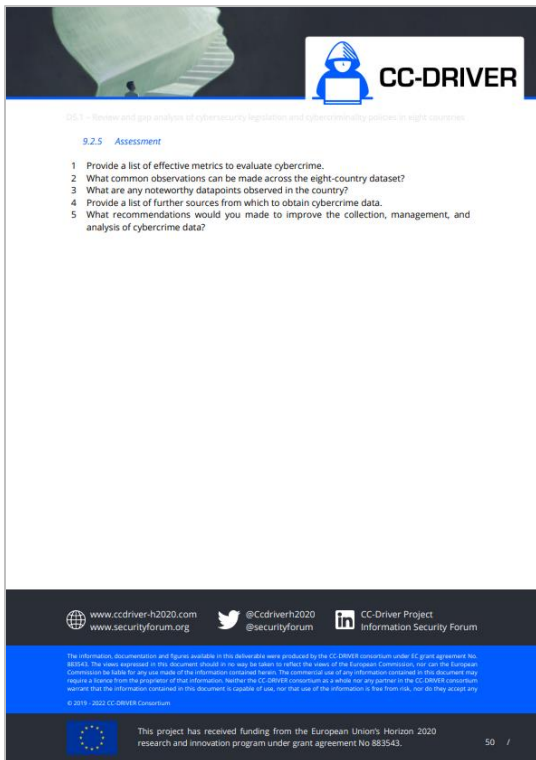 CC-DRIVER
D5.1 – Review and gap analysis of cybersecurity legislation and cybercriminality policies in eight countries
9.2.5 Assessment
1 Provide a list of effective metrics to evaluate cybercrime.
2 What common observations can be made across the eight-country dataset?
3 What are any noteworthy datapoints observed in the country?
4 Provide a list of further sources from which to obtain cybercrime data.
5 What recommendations would you made to improve the collection, management, and
analysis of cybercrime data?
www.ccdriver-h2020.com
www.securityforum.org
@Ccdriverh2020
@securityforum
in
CC-Driver Project
Information Security Forum
The information, documentation and figures available in this deliverable were produced by the CC-DRIVER consortium under EC grant agreement No.
883543. The views expressed in this document should in no way be taken to reflect the views of the European Commission, nor can the European
Commission be liable for any use made of the information contained herein. The commercial use of any information contained in this document may
require a licence from the proprietor of that information. Neither the CC-DRIVER consortium as a whole nor any partner in the CC-DRIVER consortium
warrant that the information contained in this document is capable of use, nor that use of the information is free from risk, nor do they accept any
© 2019 - 2022 CC-DRIVER Consortium
This project has received funding from the European Union's Horizon 2020
research and innovation program under grant agreement No 883543.
50 /